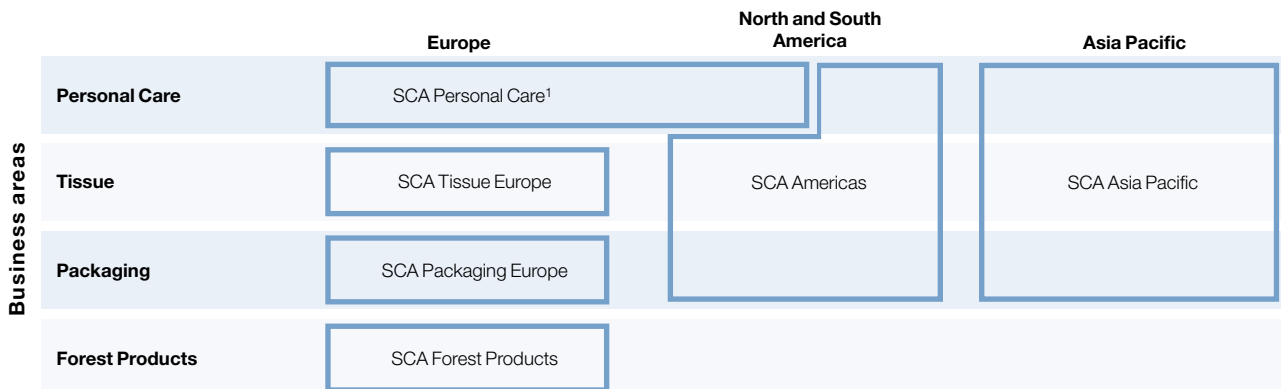 North and South
America
Europe
Asia Pacific
Business areas
Personal Care
SCA Personal Care¹
Tissue
SCA Tissue Europe
SCA Americas
SCA Asia Pacific
Packaging
SCA Packaging Europe
Forest Products
SCA Forest Products